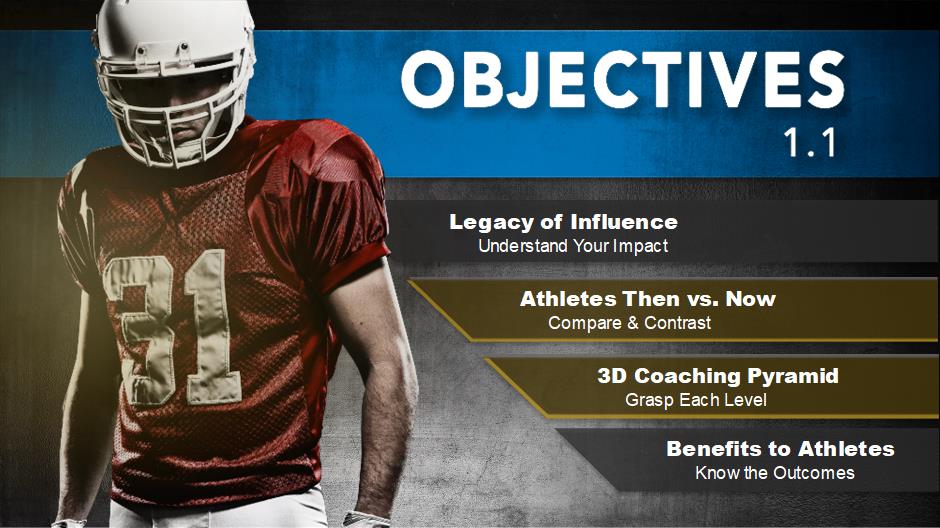 OBJECTIVES
1.1
Legacy of Influence
Understand Your Impact
Athletes Then vs. Now
Compare & Contrast
3D Coaching Pyramid
Grasp Each Level
Benefits to Athletes
Know the Outcomes
31